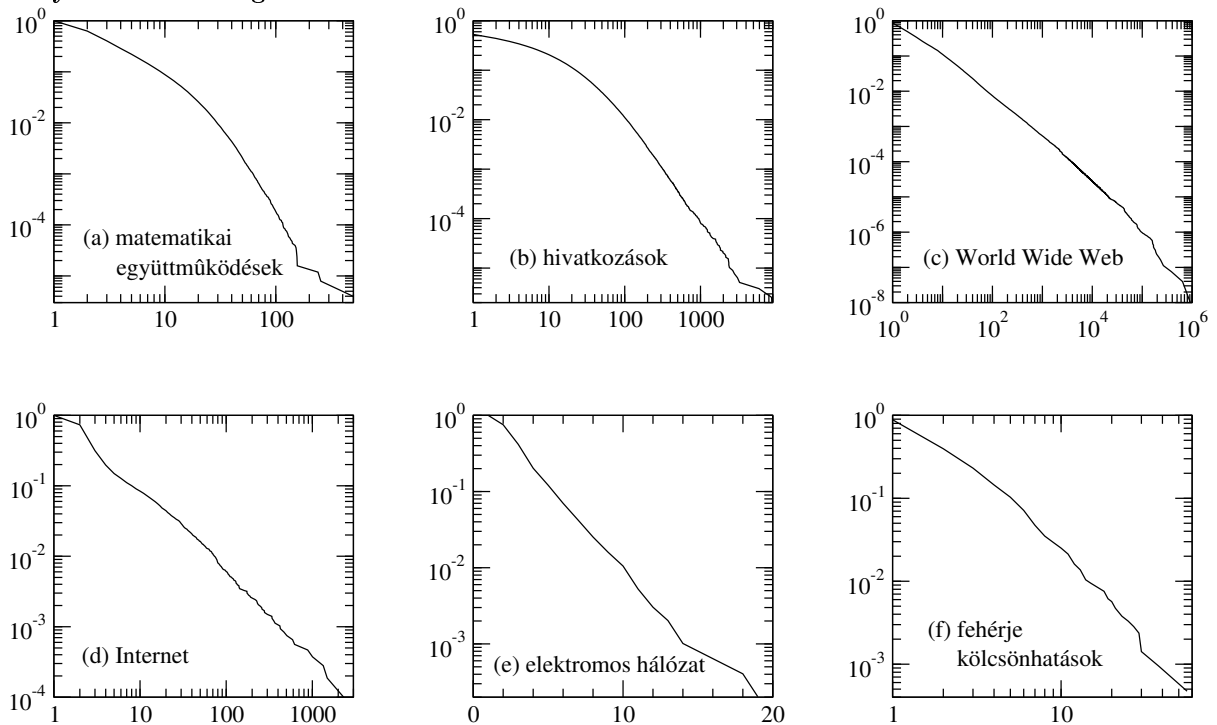 10^0
10^-2
10^-4
(a) matematikai
együttmûködések
1 10 100
10^0
10^-2
10^-4
(b) hivatkozások
1 10 100 1000
10^0
10^-2
10^-4
10^-6
10^-8
(c) World Wide Web
10^0 10^2 10^4 10^6
10^0
10^-1
10^-2
10^-3
10^-4
(d) Internet
1 10 100 1000
10^0
10^-1
10^-2
10^-3
(e) elektromos hálózat
0 10 20
10^0
10^-1
10^-2
10^-3
(f) fehérje
kölcsönhatások
1 10